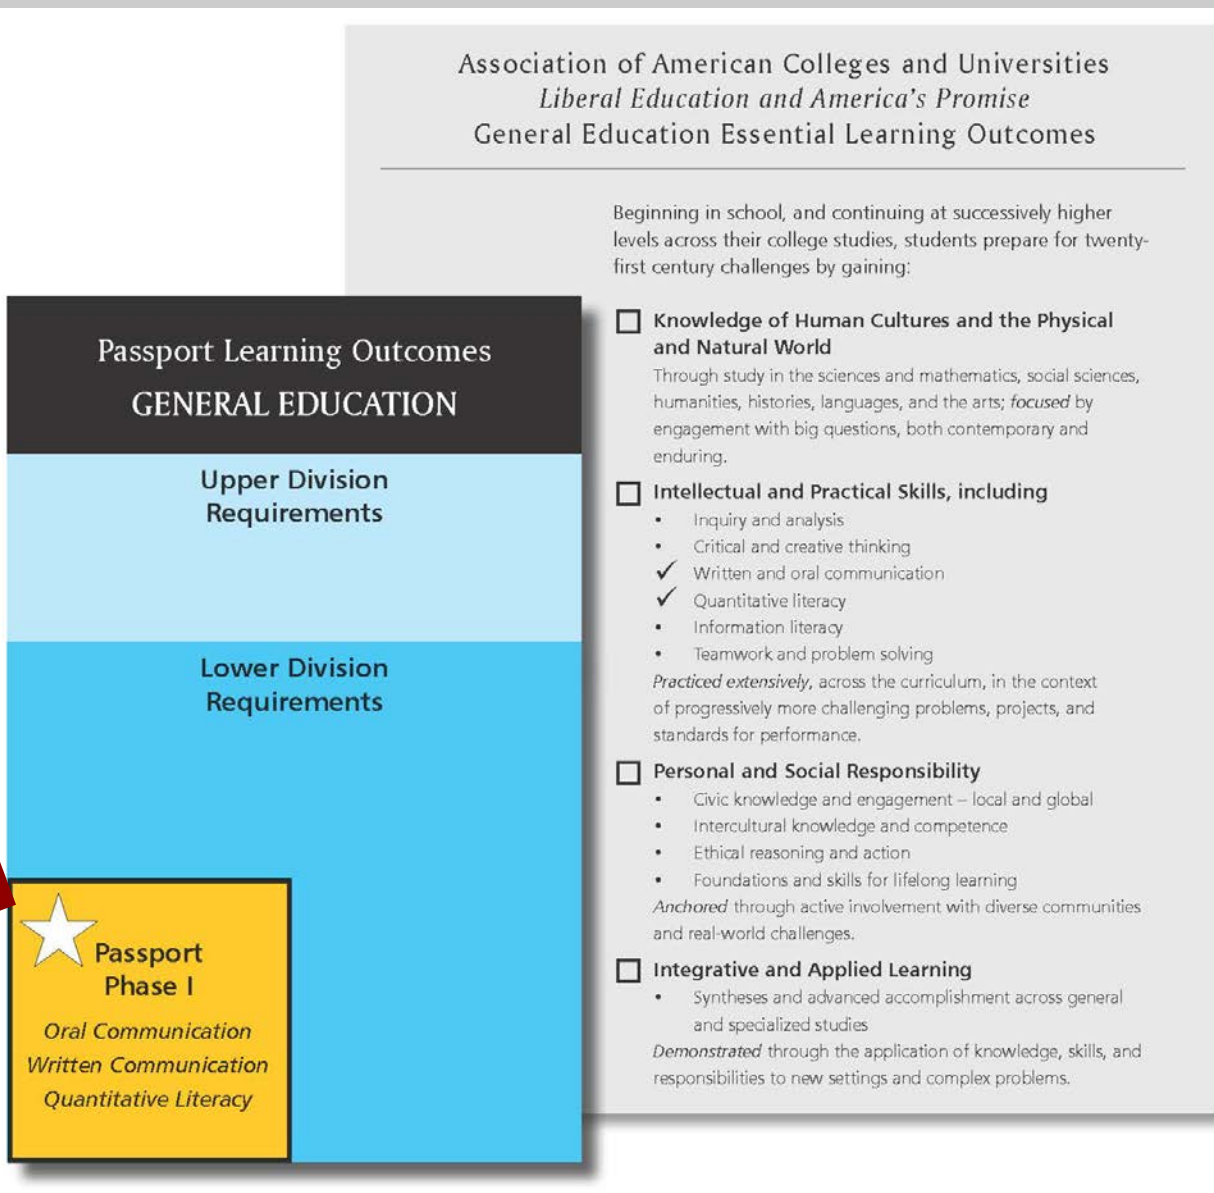 Association of American Colleges and Universities
Liberal Education and America's Promise
General Education Essential Learning Outcomes
Beginning in school, and continuing at successively higher
levels across their college studies, students prepare for twenty-
first century challenges by gaining:
Knowledge of Human Cultures and the Physical
and Natural World
Through study in the sciences and mathematics, social sciences,
humanities, histories, languages, and the arts; focused by
engagement with big questions, both contemporary and
enduring.
Intellectual and Practical Skills, including
• Inquiry and analysis
• Critical and creative thinking
✓ Written and oral communication
✓ Quantitative literacy
• Information literacy
• Teamwork and problem solving
Practiced extensively, across the curriculum, in the context
of progressively more challenging problems, projects, and
standards for performance.
Personal and Social Responsibility
• Civic knowledge and engagement – local and global
• Intercultural knowledge and competence
• Ethical reasoning and action
• Foundations and skills for lifelong learning
Anchored through active involvement with diverse communities
and real-world challenges.
Integrative and Applied Learning
• Syntheses and advanced accomplishment across general
and specialized studies
Demonstrated through the application of knowledge, skills, and
responsibilities to new settings and complex problems.
Passport Learning Outcomes
GENERAL EDUCATION
Upper Division
Requirements
Lower Division
Requirements
Passport
Phase I
Oral Communication
Written Communication
Quantitative Literacy